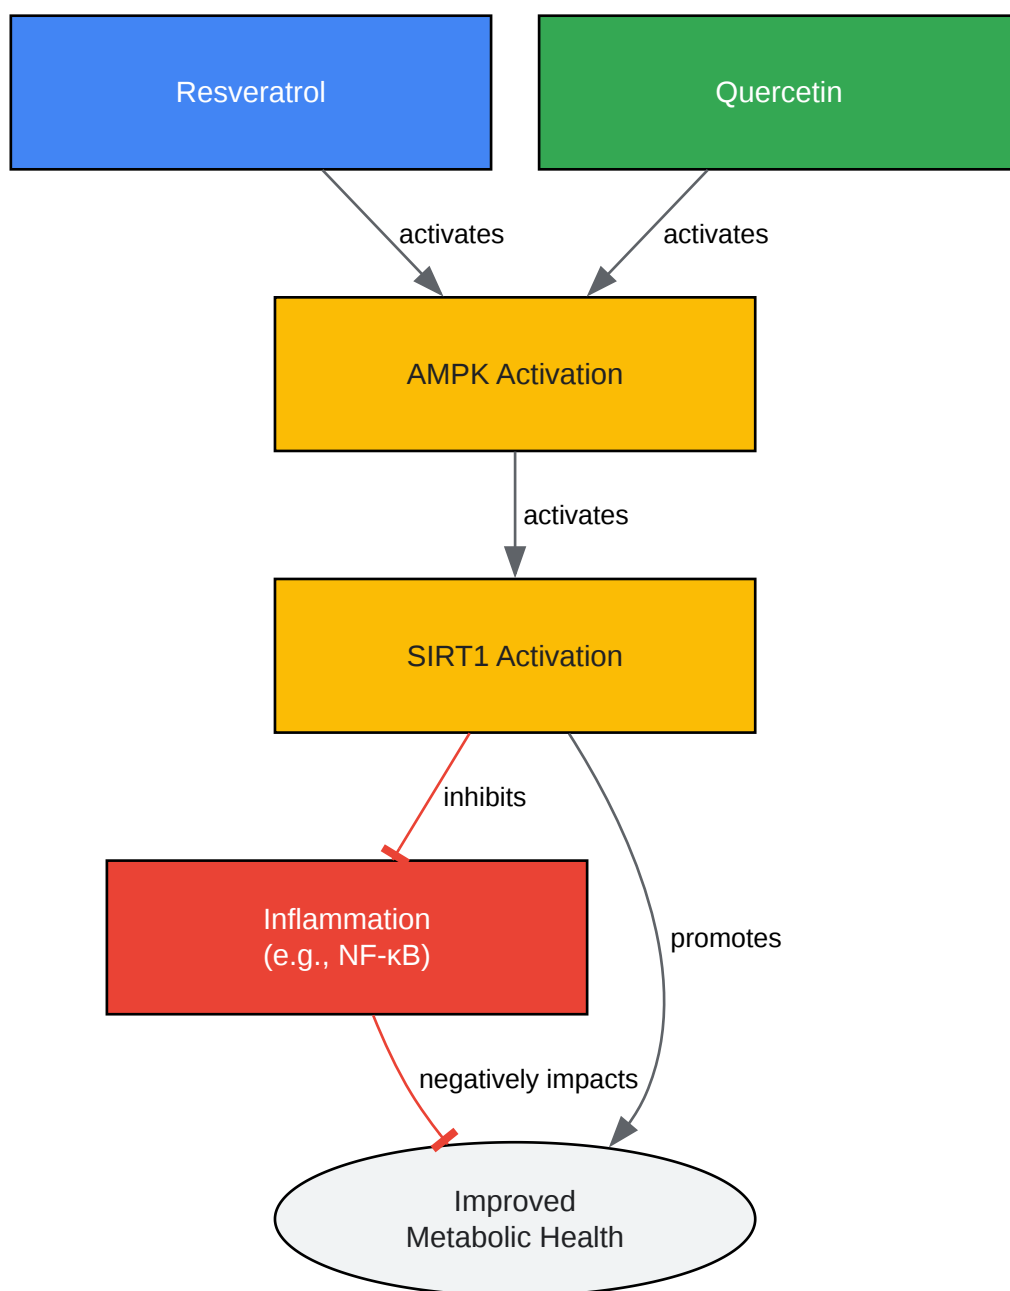 Resveratrol
Quercetin
activates
activates
AMPK Activation
activates
SIRT1 Activation
inhibits
Inflammation
(e.g., NF-κB)
promotes
negatively impacts
Improved
Metabolic Health